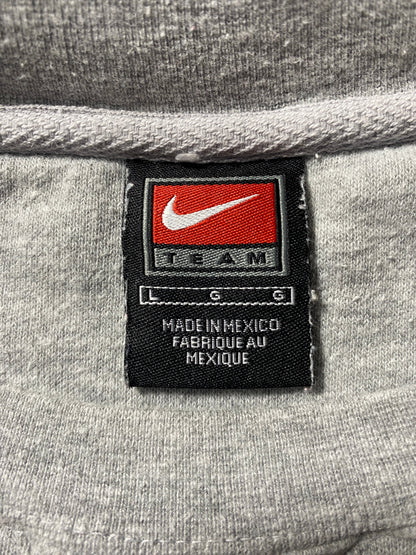 TEAM
L G G
MADE IN MEXICO
FABRIQUE AU
MEXIQUE